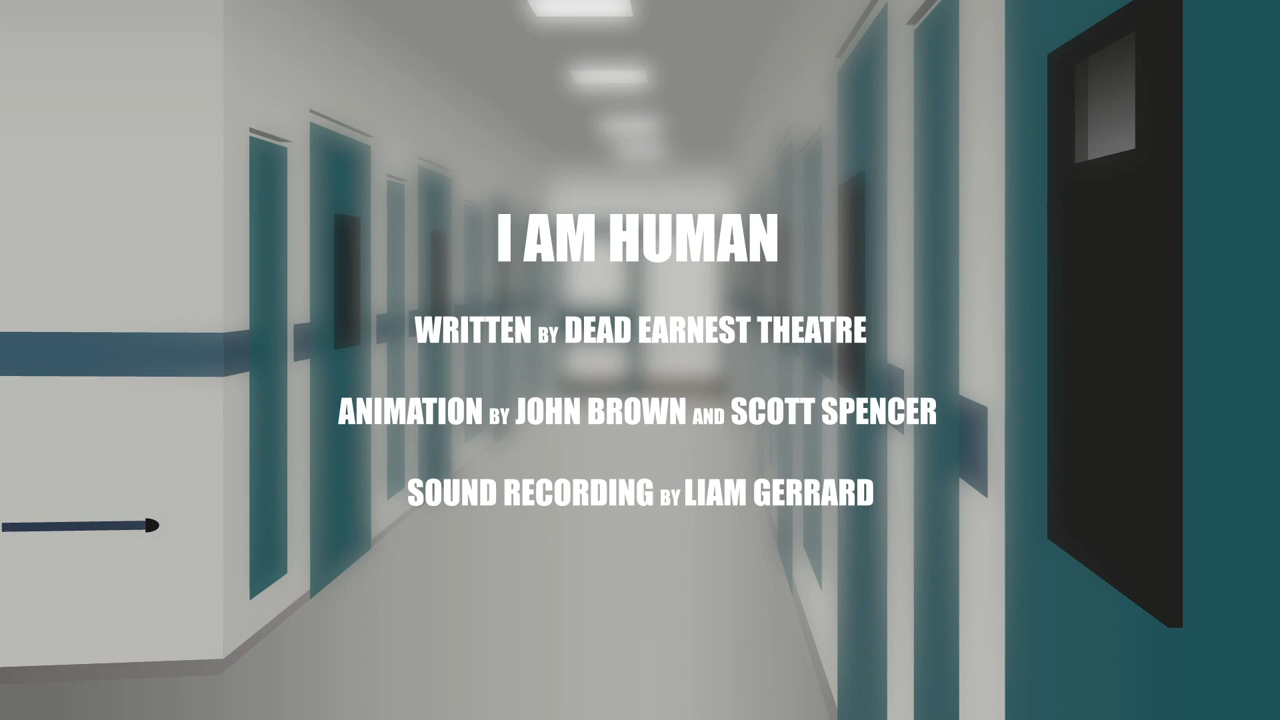 I AM HUMAN
WRITTEN BY DEAD EARNEST THEATRE
ANIMATION BY JOHN BROWN AND SCOTT SPENCER
SOUND RECORDING BY LIAM GERRARD